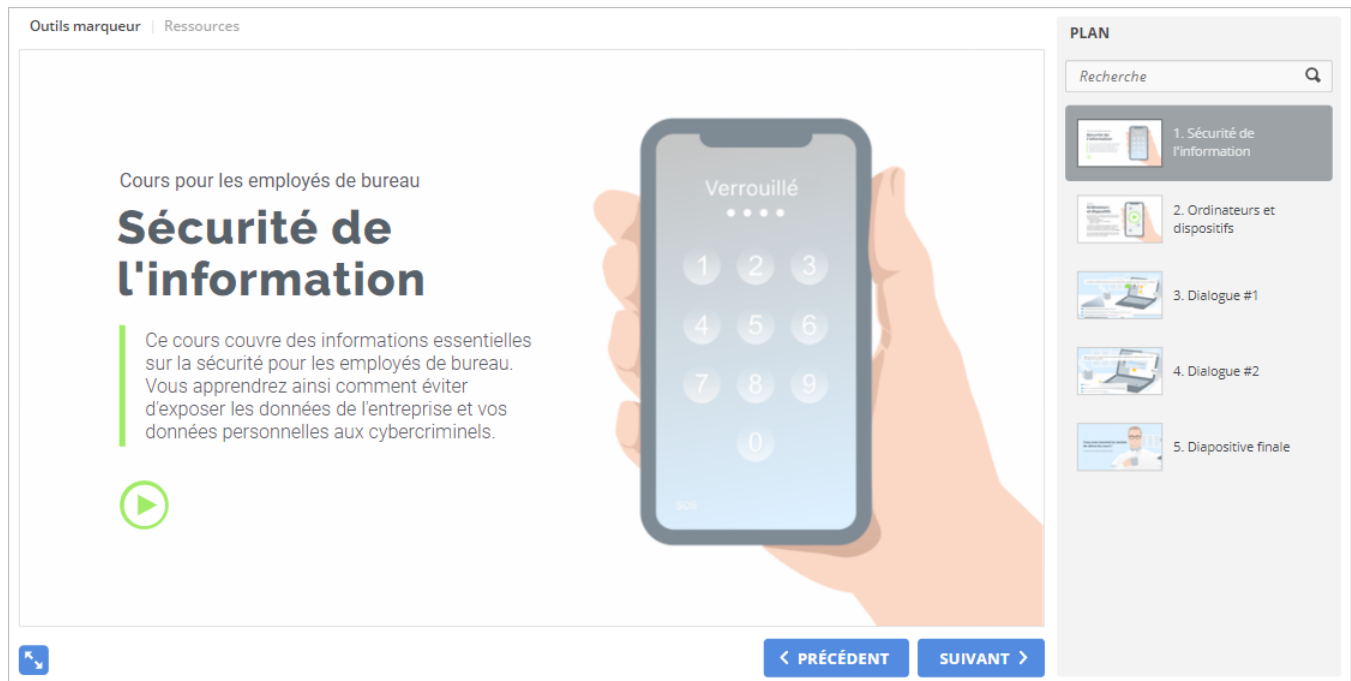 Outils marqueur | Ressources
Cours pour les employés de bureau
Sécurité de
l'information
Ce cours couvre des informations essentielles
sur la sécurité pour les employés de bureau.
Vous apprendrez ainsi comment éviter
d'exposer les données de l'entreprise et vos
données personnelles aux cybercriminels.
Verrouillé
1 2 3
4 5 6
7 8 9
0
SOS
PRÉCÉDENT
SUIVANT
PLAN
Recherche
1. Sécurité de
l'information
2. Ordinateurs et
dispositifs
3. Dialogue #1
4. Dialogue #2
5. Diapositive finale